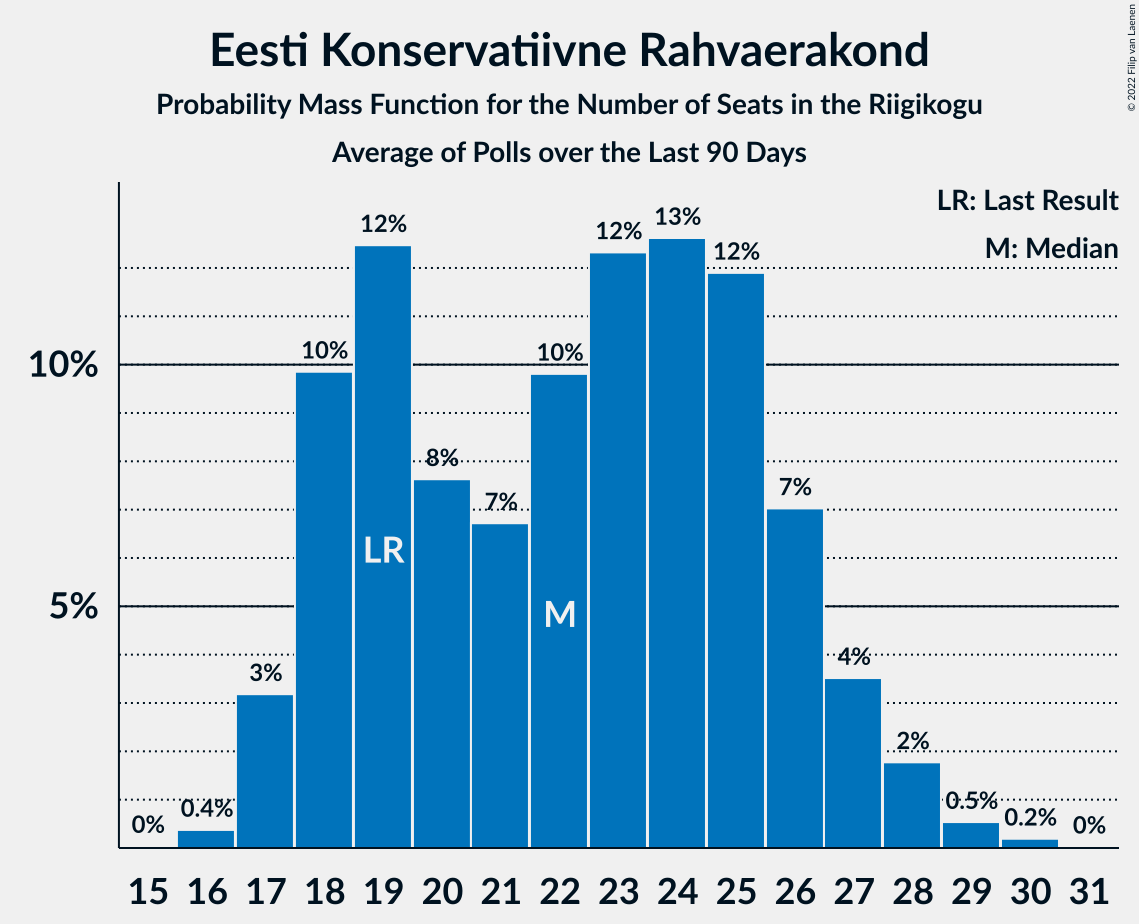 Eesti Konservatiivne Rahvaerakond
Probability Mass Function for the Number of Seats in the Riigikogu
Average of Polls over the Last 90 Days
© 2022 Filip van Laenen
LR: Last Result
M: Median
10%
5%
0% 0.4% 3% 10% 12% 8% 7% 10% 12% 13% 12% 7% 4% 2% 0.5% 0.2% 0%
LR
M
15 16 17 18 19 20 21 22 23 24 25 26 27 28 29 30 31